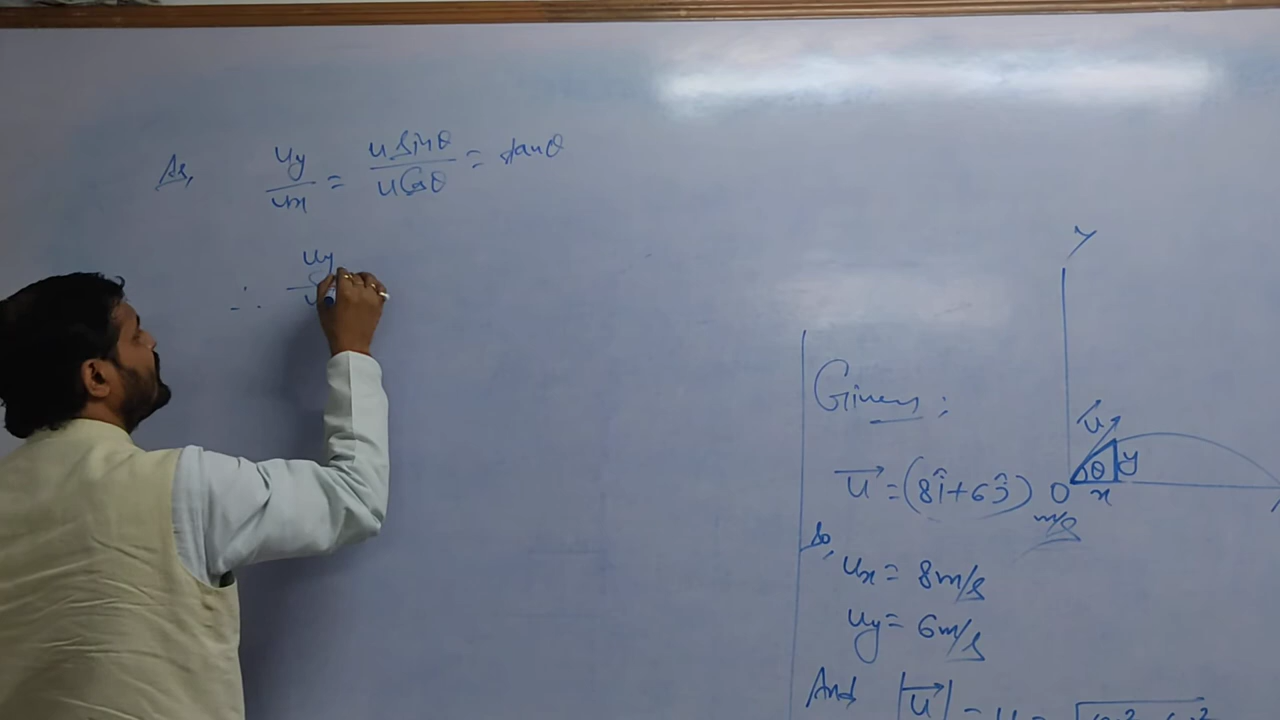 As, uy/ux = u Sinθ/u Cosθ = tanθ
∴ uy
Y
Given:
u⃗ = (8î+6ĵ) m/s
u⃗
θ y
O x
So,
ux = 8m/s
uy = 6m/s
And |u⃗| = u =